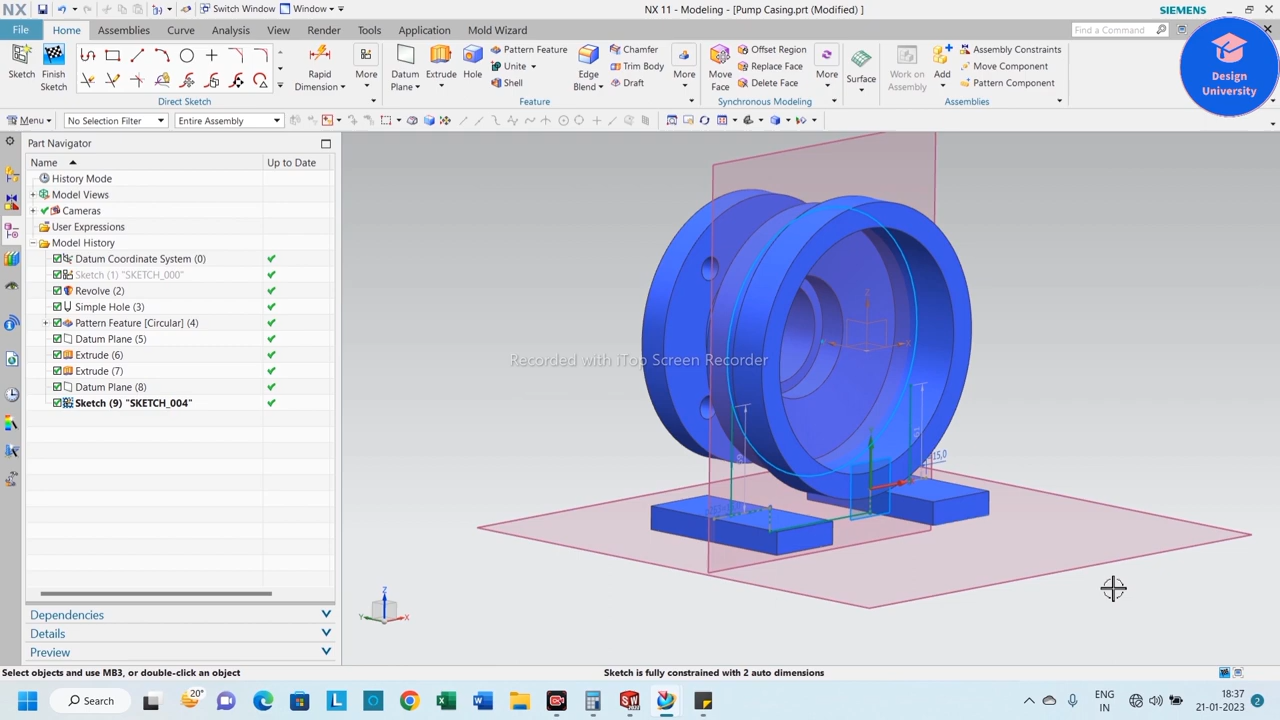 NX
Switch Window
Window
NX 11 - Modeling - [Pump Casing.prt (Modified) ]
SIEMENS
File
Home
Assemblies
Curve
Analysis
View
Render
Tools
Application
Mold Wizard
Find a Command
Sketch
Finish
Sketch
Rapid
Dimension
More
Datum
Plane
Extrude
Hole
Pattern Feature
Unite
Shell
Edge
Blend
Chamfer
Trim Body
Draft
More
Move
Face
Offset Region
Replace Face
Delete Face
More
Surface
Work on
Assembly
Add
Assembly Constraints
Move Component
Pattern Component
Direct Sketch
Feature
Synchronous Modeling
Assemblies
Design
University
Menu
No Selection Filter
Entire Assembly
Part Navigator
Name
Up to Date
History Mode
Model Views
Cameras
User Expressions
Model History
Datum Coordinate System (0)
Sketch (1) "SKETCH_000"
Revolve (2)
Simple Hole (3)
Pattern Feature [Circular] (4)
Datum Plane (5)
Extrude (6)
Extrude (7)
Datum Plane (8)
Sketch (9) "SKETCH_004"
Dependencies
Details
Preview
Recorded with iTop Screen Recorder
15,0
Z
Y
X
Select objects and use MB3, or double-click an object
Sketch is fully constrained with 2 auto dimensions
Search
20°
ENG
IN
18:37
21-01-2023
2